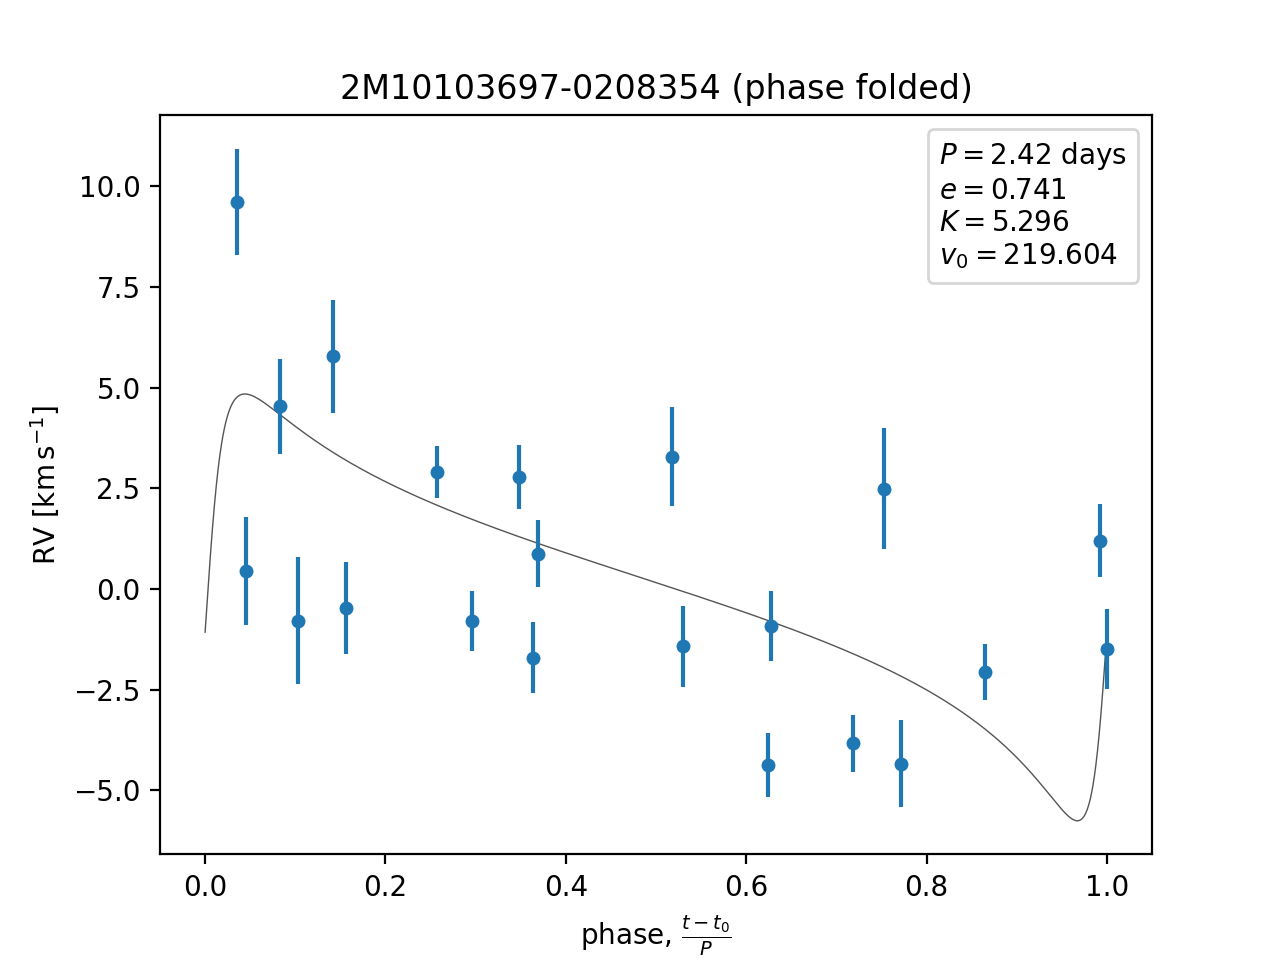 2M10103697-0208354 (phase folded)
P = 2.42 days
e = 0.741
K = 5.296
v₀ = 219.604
10.0
7.5
5.0
2.5
0.0
−2.5
−5.0
RV [km s⁻¹]
0.0 0.2 0.4 0.6 0.8 1.0
phase, (t − t₀)/P